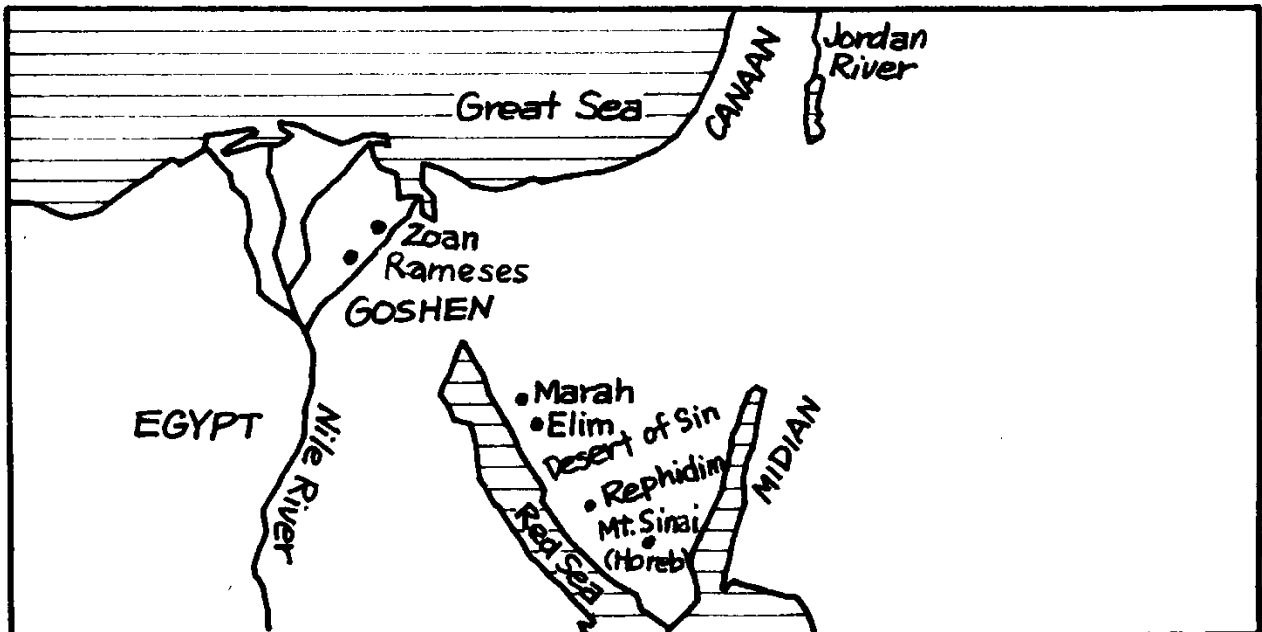 Great Sea
CANAAN
Jordan
River
Zoan
Rameses
GOSHEN
EGYPT
Nile River
Marah
Elim
Desert of Sin
Rephidim
Mt. Sinai
(Horeb)
Red Sea
MIDIAN